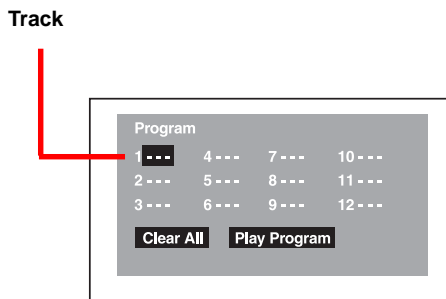 Track
Program
1 - - - 4 - - - 7 - - - 10 - - -
2 - - - 5 - - - 8 - - - 11 - - -
3 - - - 6 - - - 9 - - - 12 - - -
Clear All Play Program